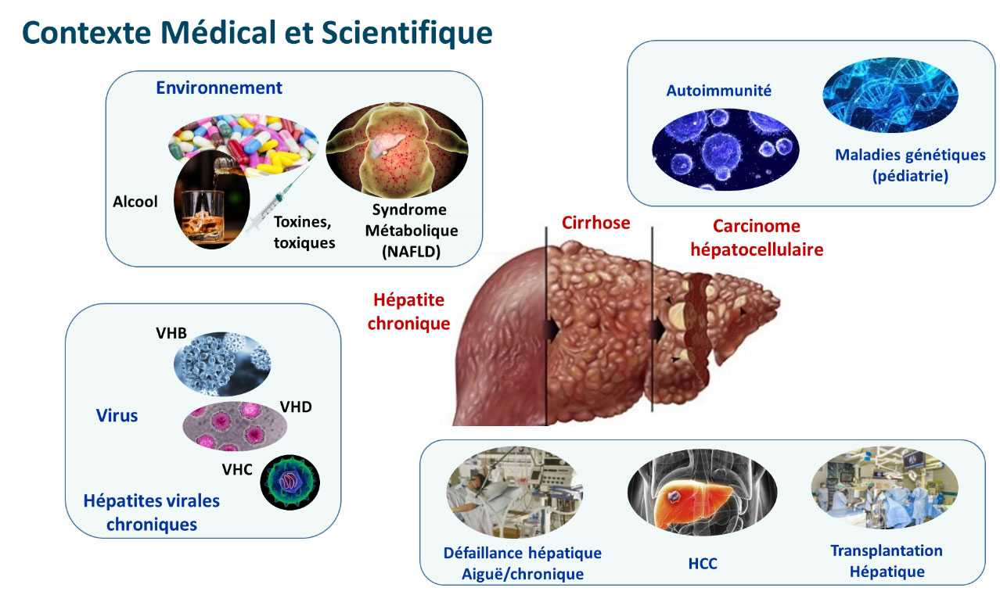 Contexte Médical et Scientifique
Environnement
Alcool
Toxines,
toxiques
Syndrome
Métabolique
(NAFLD)
Autoimmunité
Maladies génétiques
(pédiatrie)
Cirrhose
Carcinome
hépatocellulaire
Hépatite
chronique
VHB
Virus
VHD
VHC
Hépatites virales
chroniques
Défaillance hépatique
Aiguë/chronique
HCC
Transplantation
Hépatique